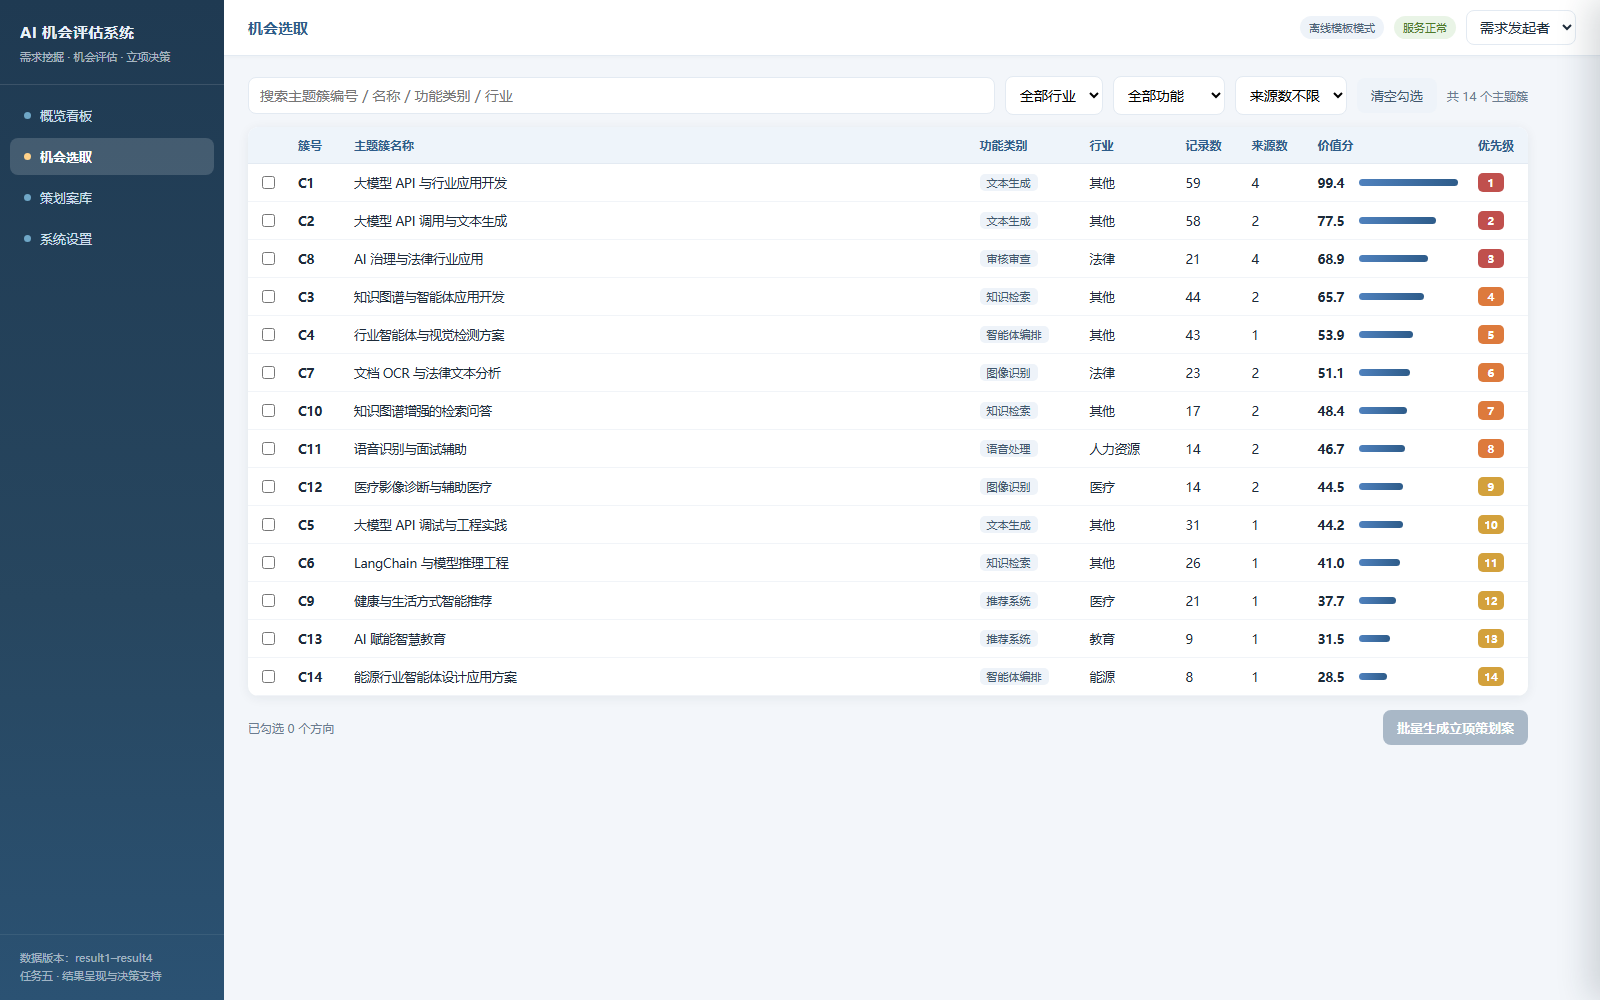 AI 机会评估系统
需求挖掘 · 机会评估 · 立项决策
概览看板
机会选取
策划案库
系统设置
数据版本：result1–result4
任务五 · 结果呈现与决策支持
机会选取
离线模板模式 服务正常 需求发起者
搜索主题簇编号 / 名称 / 功能类别 / 行业 全部行业 全部功能 来源数不限 清空勾选 共 14 个主题簇
簇号 主题簇名称 功能类别 行业 记录数 来源数 价值分 优先级
C1 大模型 API 与行业应用开发 文本生成 其他 59 4 99.4 1
C2 大模型 API 调用与文本生成 文本生成 其他 58 2 77.5 2
C8 AI 治理与法律行业应用 审核审查 法律 21 4 68.9 3
C3 知识图谱与智能体应用开发 知识检索 其他 44 2 65.7 4
C4 行业智能体与视觉检测方案 智能体编排 其他 43 1 53.9 5
C7 文档 OCR 与法律文本分析 图像识别 法律 23 2 51.1 6
C10 知识图谱增强的检索问答 知识检索 其他 17 2 48.4 7
C11 语音识别与面试辅助 语音处理 人力资源 14 2 46.7 8
C12 医疗影像诊断与辅助医疗 图像识别 医疗 14 2 44.5 9
C5 大模型 API 调试与工程实践 文本生成 其他 31 1 44.2 10
C6 LangChain 与模型推理工程 知识检索 其他 26 1 41.0 11
C9 健康与生活方式智能推荐 推荐系统 医疗 21 1 37.7 12
C13 AI 赋能智慧教育 推荐系统 教育 9 1 31.5 13
C14 能源行业智能体设计应用方案 智能体编排 能源 8 1 28.5 14
已勾选 0 个方向 批量生成立项策划案